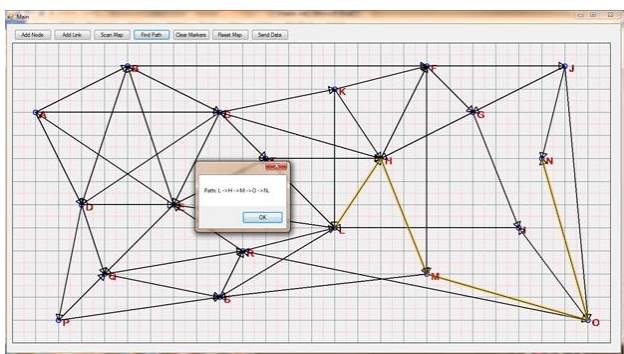 Main
Add Node Add Link Scan Map Find Path Clear Markers Reset Map Send Data
B F J
K
A G
H N
Path: L ->H ->M ->O ->N.
OK
D
L
R
M
P O